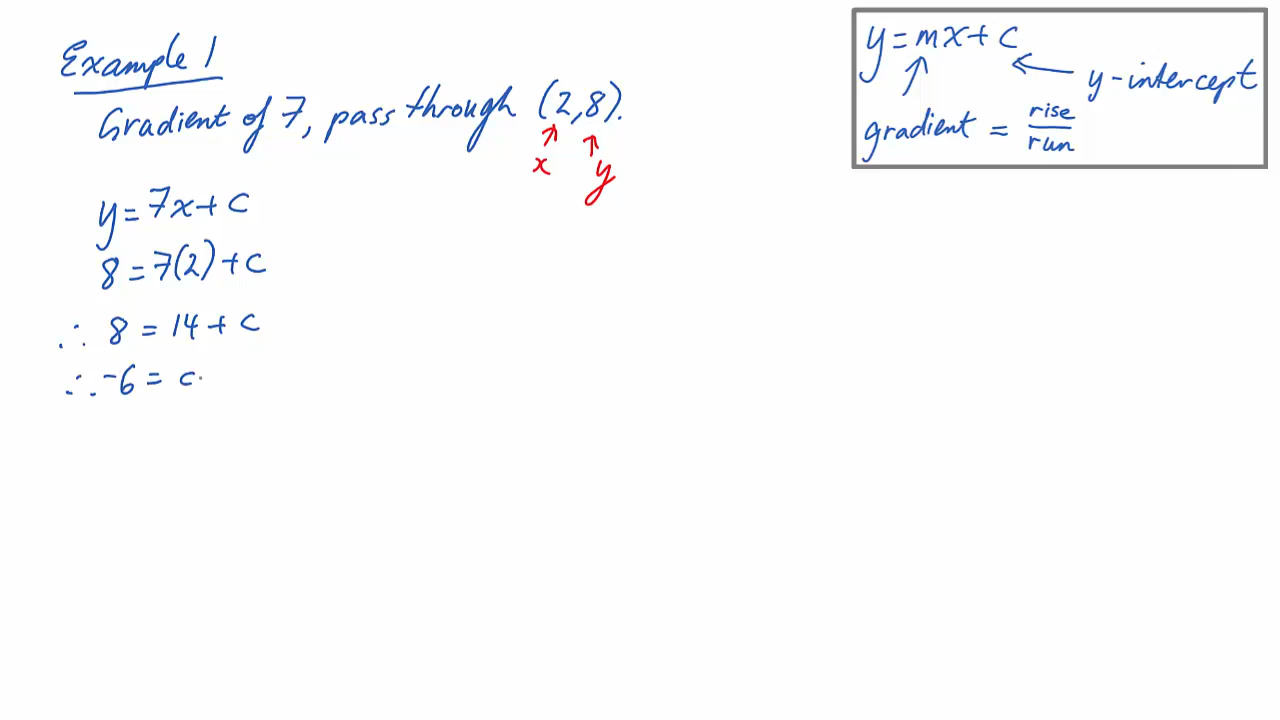 Example 1
Gradient of 7, pass through (2,8).
x
y
y = 7x + c
8 = 7(2) + c
∴ 8 = 14 + c
∴ -6 = c
y = mx + c
y-intercept
gradient = rise/run